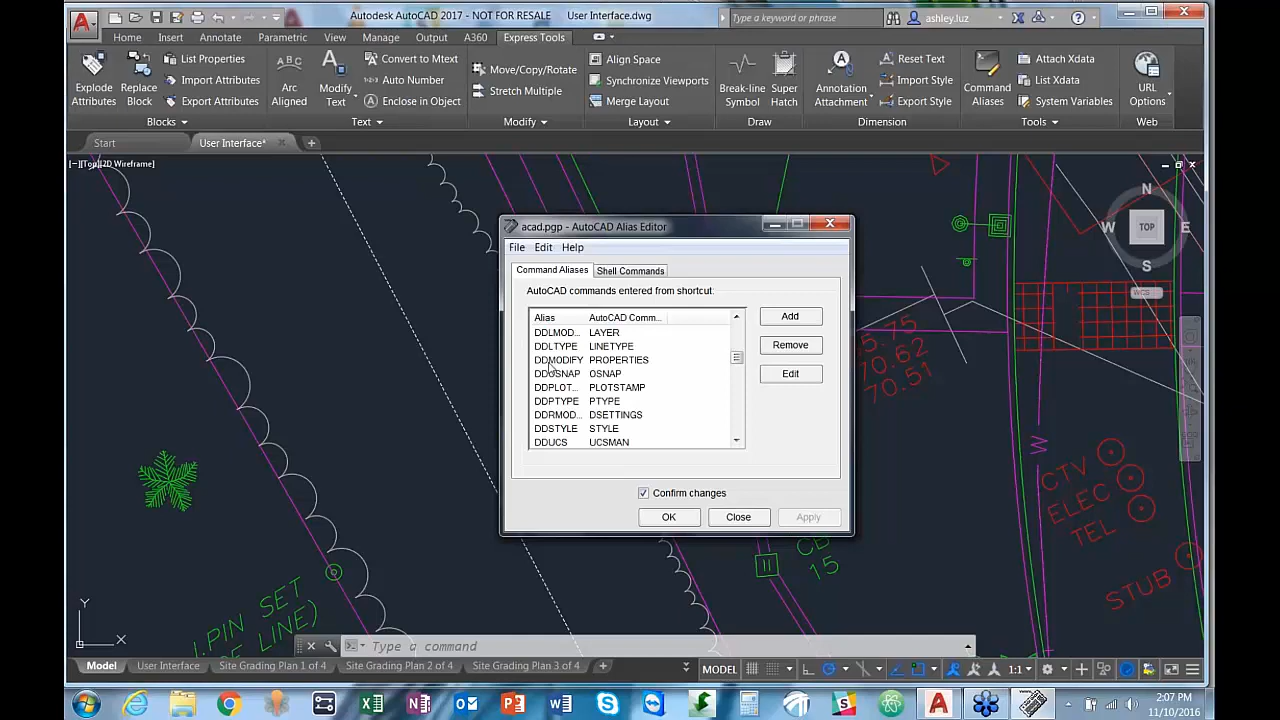 Autodesk AutoCAD 2017 - NOT FOR RESALE User Interface.dwg
Type a keyword or phrase
ashley.luz
Home Insert Annotate Parametric View Manage Output A360 Express Tools
Explode Attributes
Replace Block
List Properties
Import Attributes
Export Attributes
Blocks
Arc Aligned
Modify Text
Convert to Mtext
Auto Number
Enclose in Object
Text
Move/Copy/Rotate
Stretch Multiple
Modify
Align Space
Synchronize Viewports
Merge Layout
Layout
Break-line Symbol
Super Hatch
Draw
Annotation Attachment
Reset Text
Import Style
Export Style
Dimension
Command Aliases
Attach Xdata
List Xdata
System Variables
Tools
URL Options
Web
Start
User Interface*
[−][Top][2D Wireframe]
N
W TOP E
S
WCS
acad.pgp - AutoCAD Alias Editor
File Edit Help
Command Aliases Shell Commands
AutoCAD commands entered from shortcut:
Alias AutoCAD Comm...
DDLMOD... LAYER
DDLTYPE LINETYPE
DDMODIFY PROPERTIES
DDOSNAP OSNAP
DDPLOT... PLOTSTAMP
DDPTYPE PTYPE
DDRMOD... DSETTINGS
DDSTYLE STYLE
DDUCS UCSMAN
Add
Remove
Edit
Confirm changes
OK Close Apply
5.75
70.62
70.51
W
CTV
ELEC
TEL
STUB
CB
15
I.PIN SET
LINE)
Y
X
Type a command
Model User Interface Site Grading Plan 1 of 4 Site Grading Plan 2 of 4 Site Grading Plan 3 of 4
MODEL
1:1
2:07 PM
11/10/2016